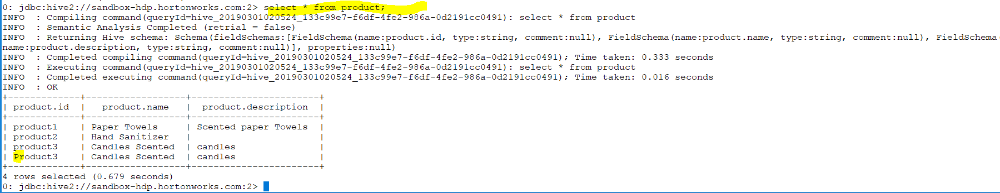 0: jdbc:hive2://sandbox-hdp.hortonworks.com:2> select * from product;
INFO  : Compiling command(queryId=hive_20190301020524_133c99e7-f6df-4fe2-986a-0d2191cc0491): select * from product
INFO  : Semantic Analysis Completed (retrial = false)
INFO  : Returning Hive schema: Schema(fieldSchemas:[FieldSchema(name:product.id, type:string, comment:null), FieldSchema(name:product.name, type:string, comment:null), FieldSchema(
name:product.description, type:string, comment:null)], properties:null)
INFO  : Completed compiling command(queryId=hive_20190301020524_133c99e7-f6df-4fe2-986a-0d2191cc0491); Time taken: 0.333 seconds
INFO  : Executing command(queryId=hive_20190301020524_133c99e7-f6df-4fe2-986a-0d2191cc0491): select * from product
INFO  : Completed executing command(queryId=hive_20190301020524_133c99e7-f6df-4fe2-986a-0d2191cc0491); Time taken: 0.016 seconds
INFO  : OK
+-------------+------------------+-----------------------+
| product.id  |   product.name   |  product.description  |
+-------------+------------------+-----------------------+
| product1    | Paper Towels     | Scented paper Towels  |
| product2    | Hand Sanitizer   |                       |
| product3    | Candles Scented  | candles               |
| Product3    | Candles Scented  | candles               |
+-------------+------------------+-----------------------+
4 rows selected (0.679 seconds)
0: jdbc:hive2://sandbox-hdp.hortonworks.com:2>